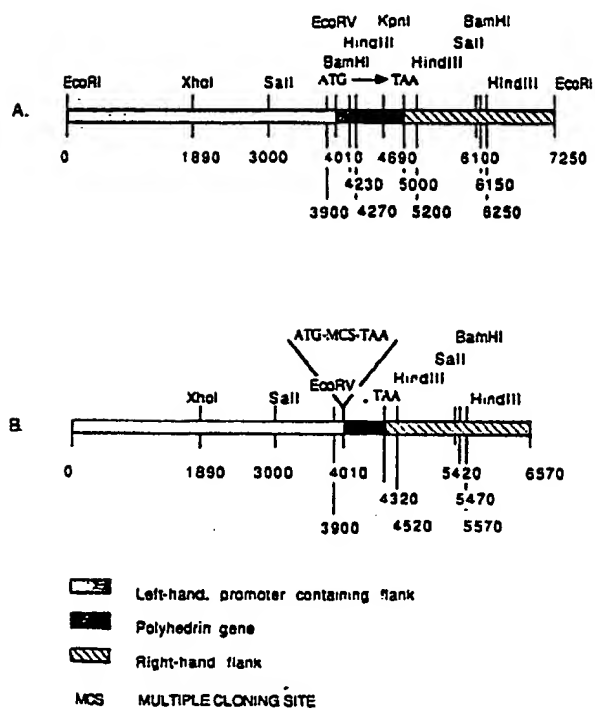 EcoRV KpnI BamHI
HindIII SalI
BamHI HindIII
EcoRI XhoI SalI ATG TAA HindIII EcoRI
A.
0 1890 3000 4010 4690 6100 7250
4230 5000 6150
3900 4270 5200 6250
ATG-MCS-TAA
BamHI
SalI
EcoRV HindIII
XhoI SalI TAA HindIII
B.
0 1890 3000 4010 5420 6570
4320 5470
3900 4520 5570
Left-hand. promoter containing flank
Polyhedrin gene
Right-hand flank
MCS MULTIPLE CLONING SITE